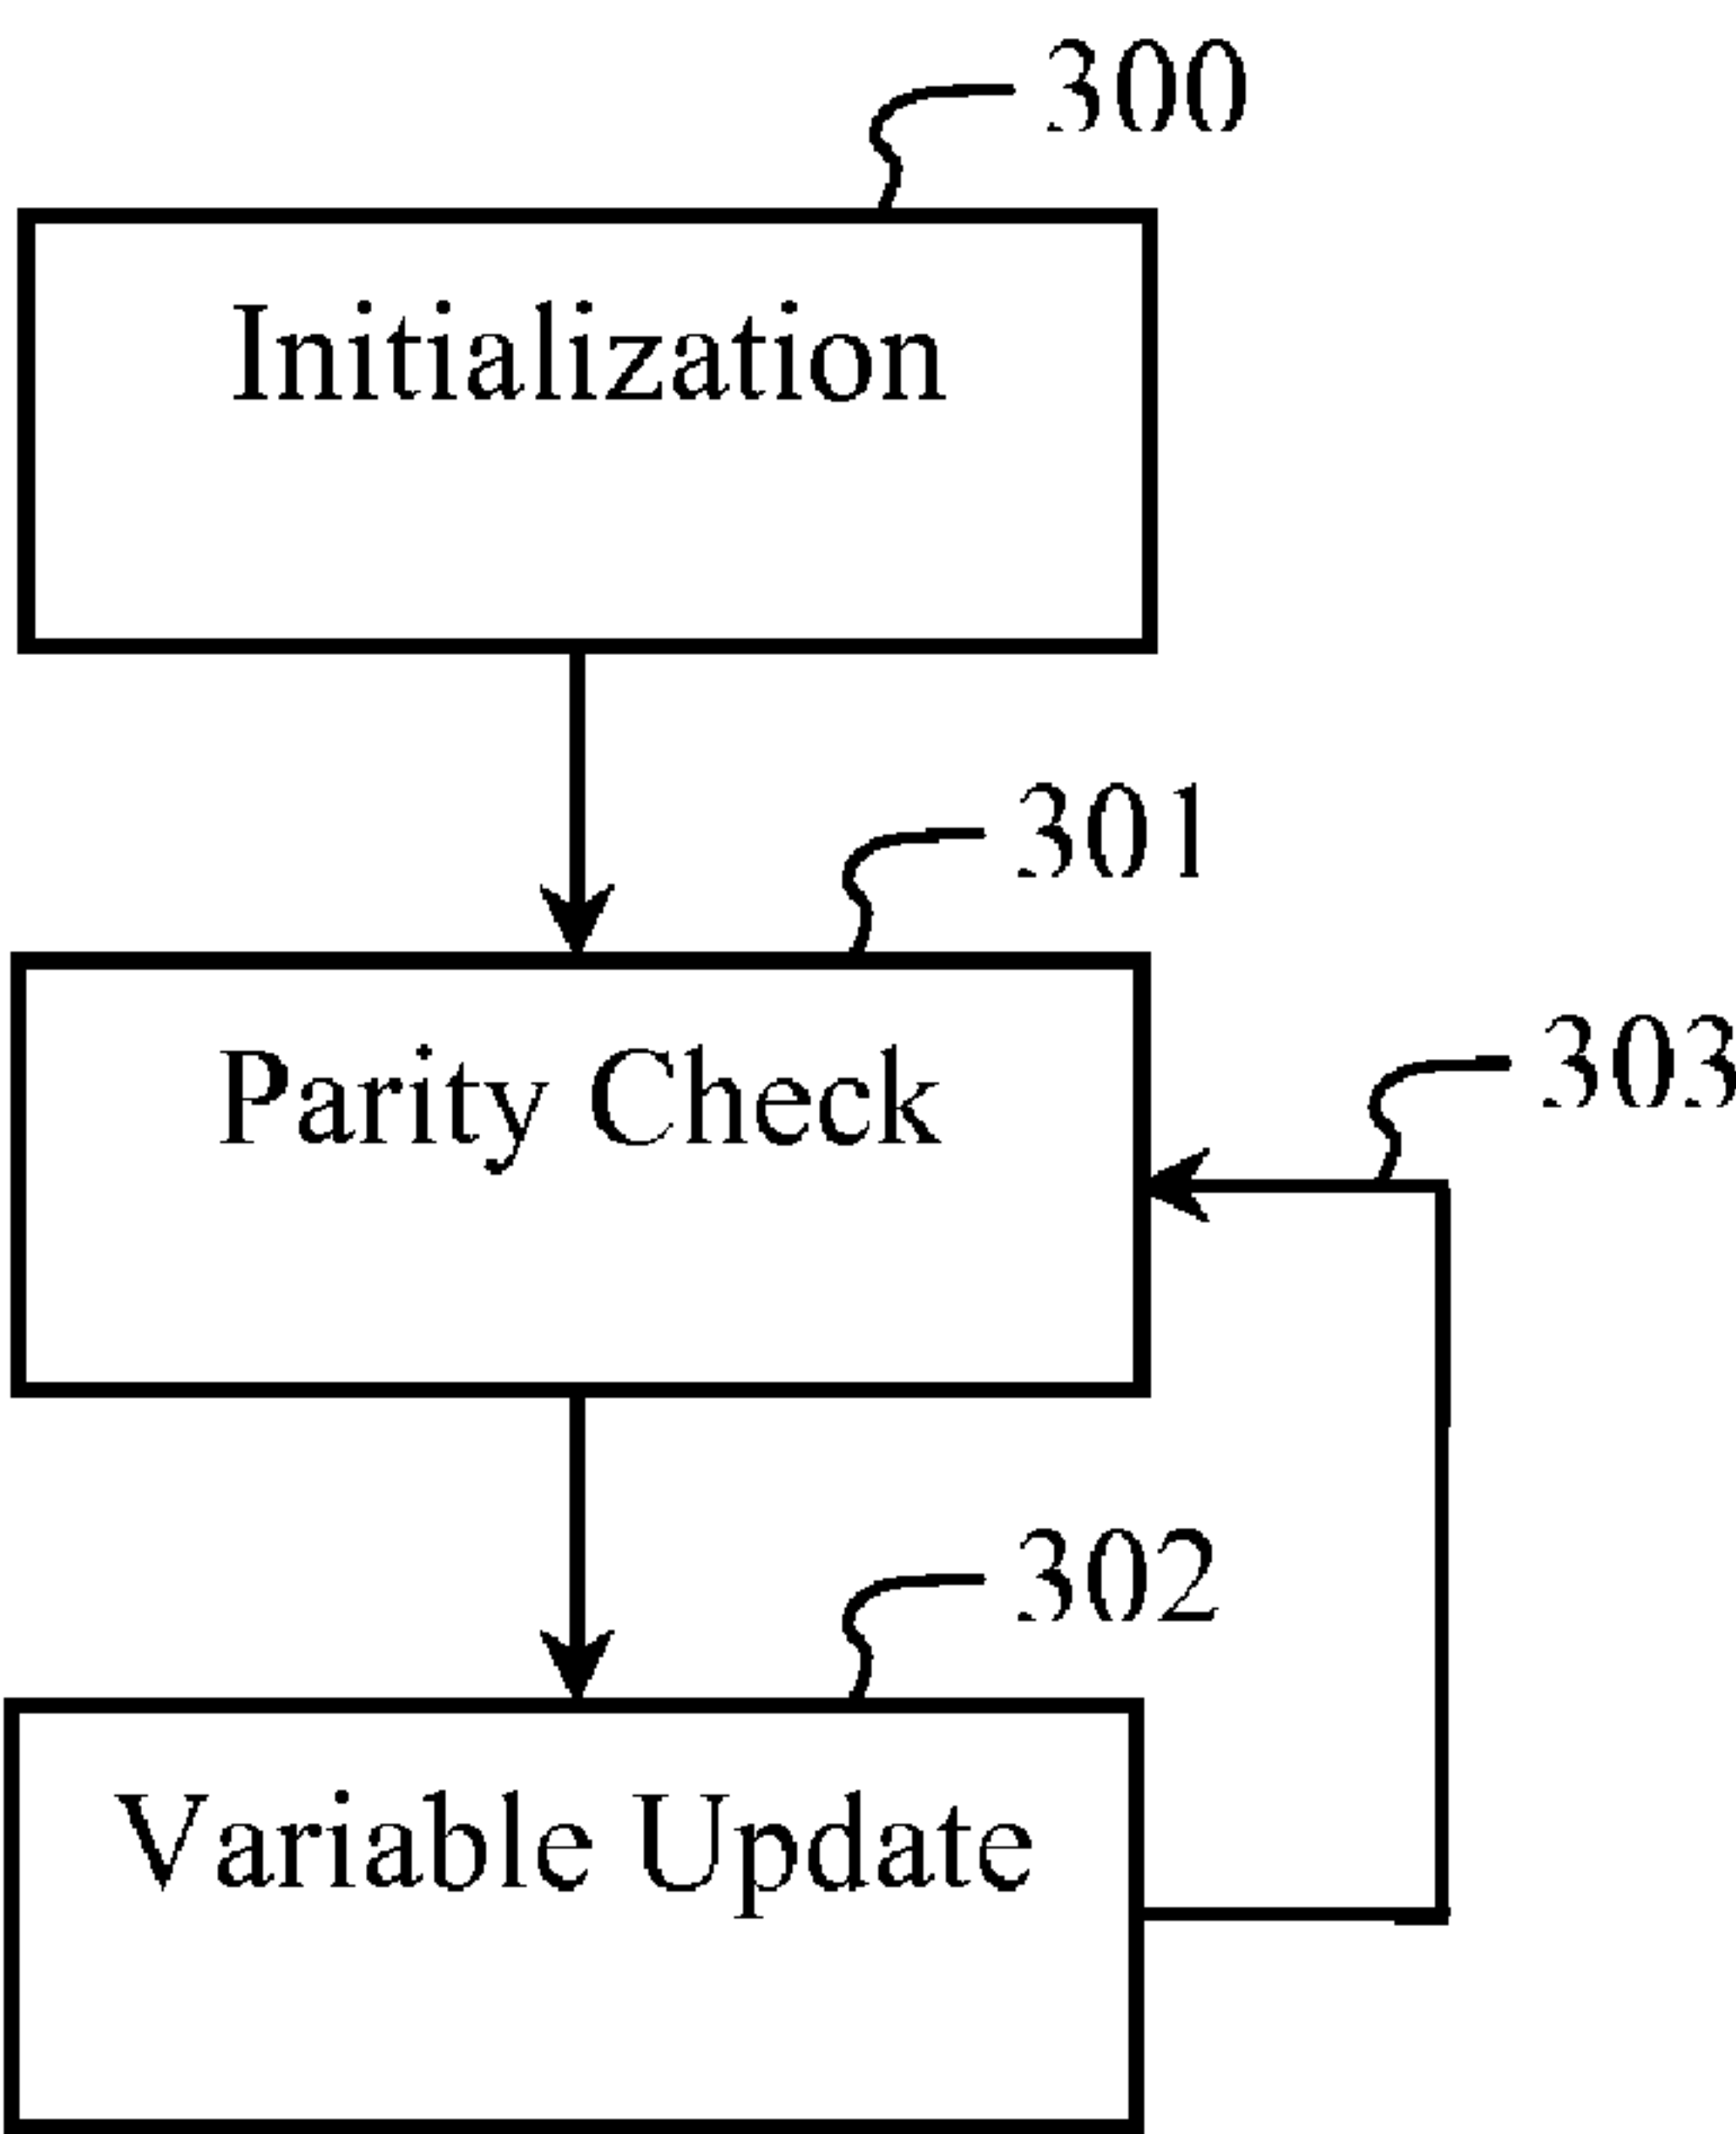 300
Initialization
301
Parity Check
303
302
Variable Update